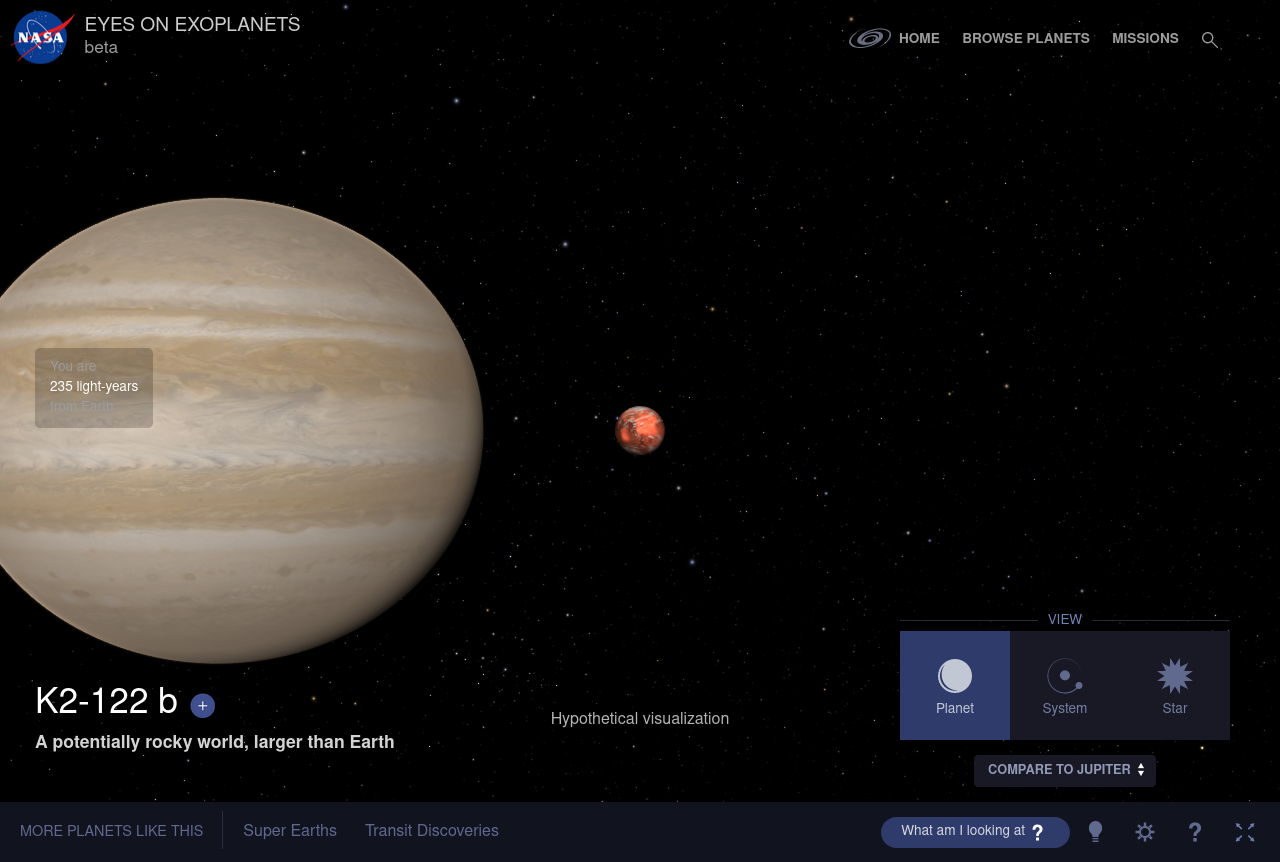 NASA
EYES ON EXOPLANETS
beta
HOME
BROWSE PLANETS
MISSIONS
You are
235 light-years
from Earth
K2-122 b +
A potentially rocky world, larger than Earth
Hypothetical visualization
VIEW
Planet
System
Star
COMPARE TO JUPITER
MORE PLANETS LIKE THIS
Super Earths
Transit Discoveries
What am I looking at ?
?